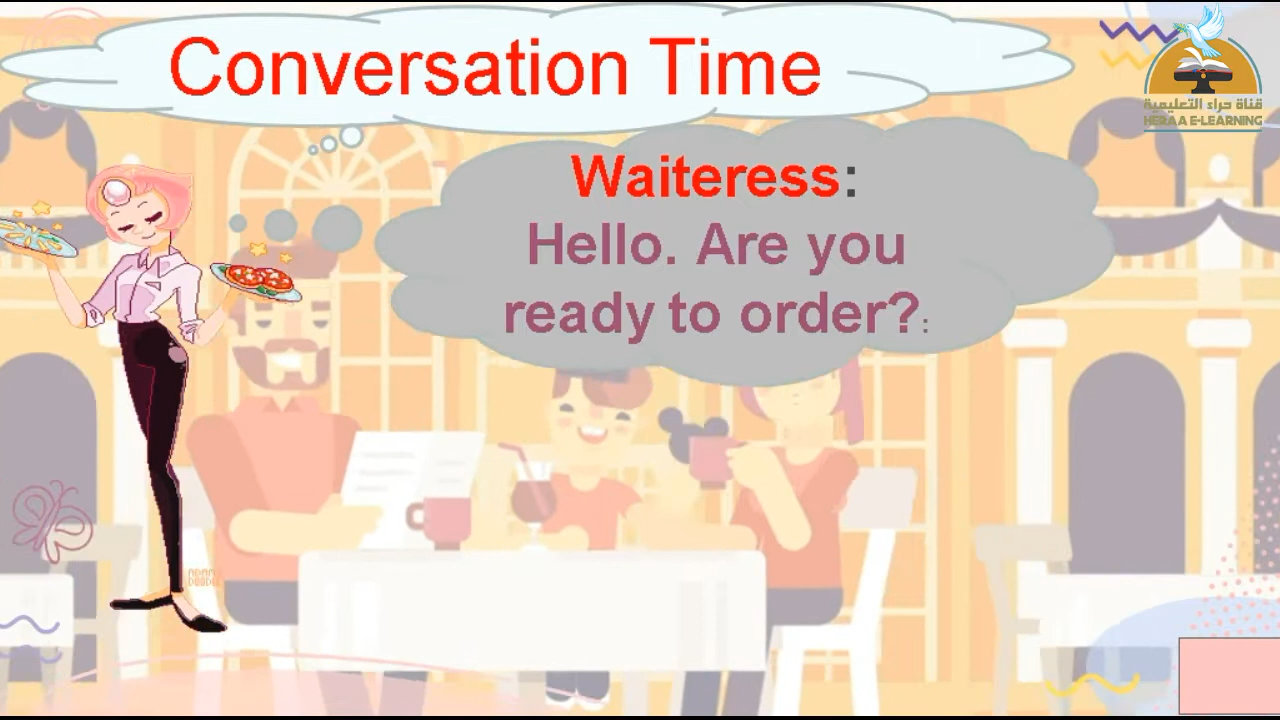 Conversation Time
قناة حراء التعليمية
HERAA E-LEARNING
Waiteress:
Hello. Are you
ready to order?: